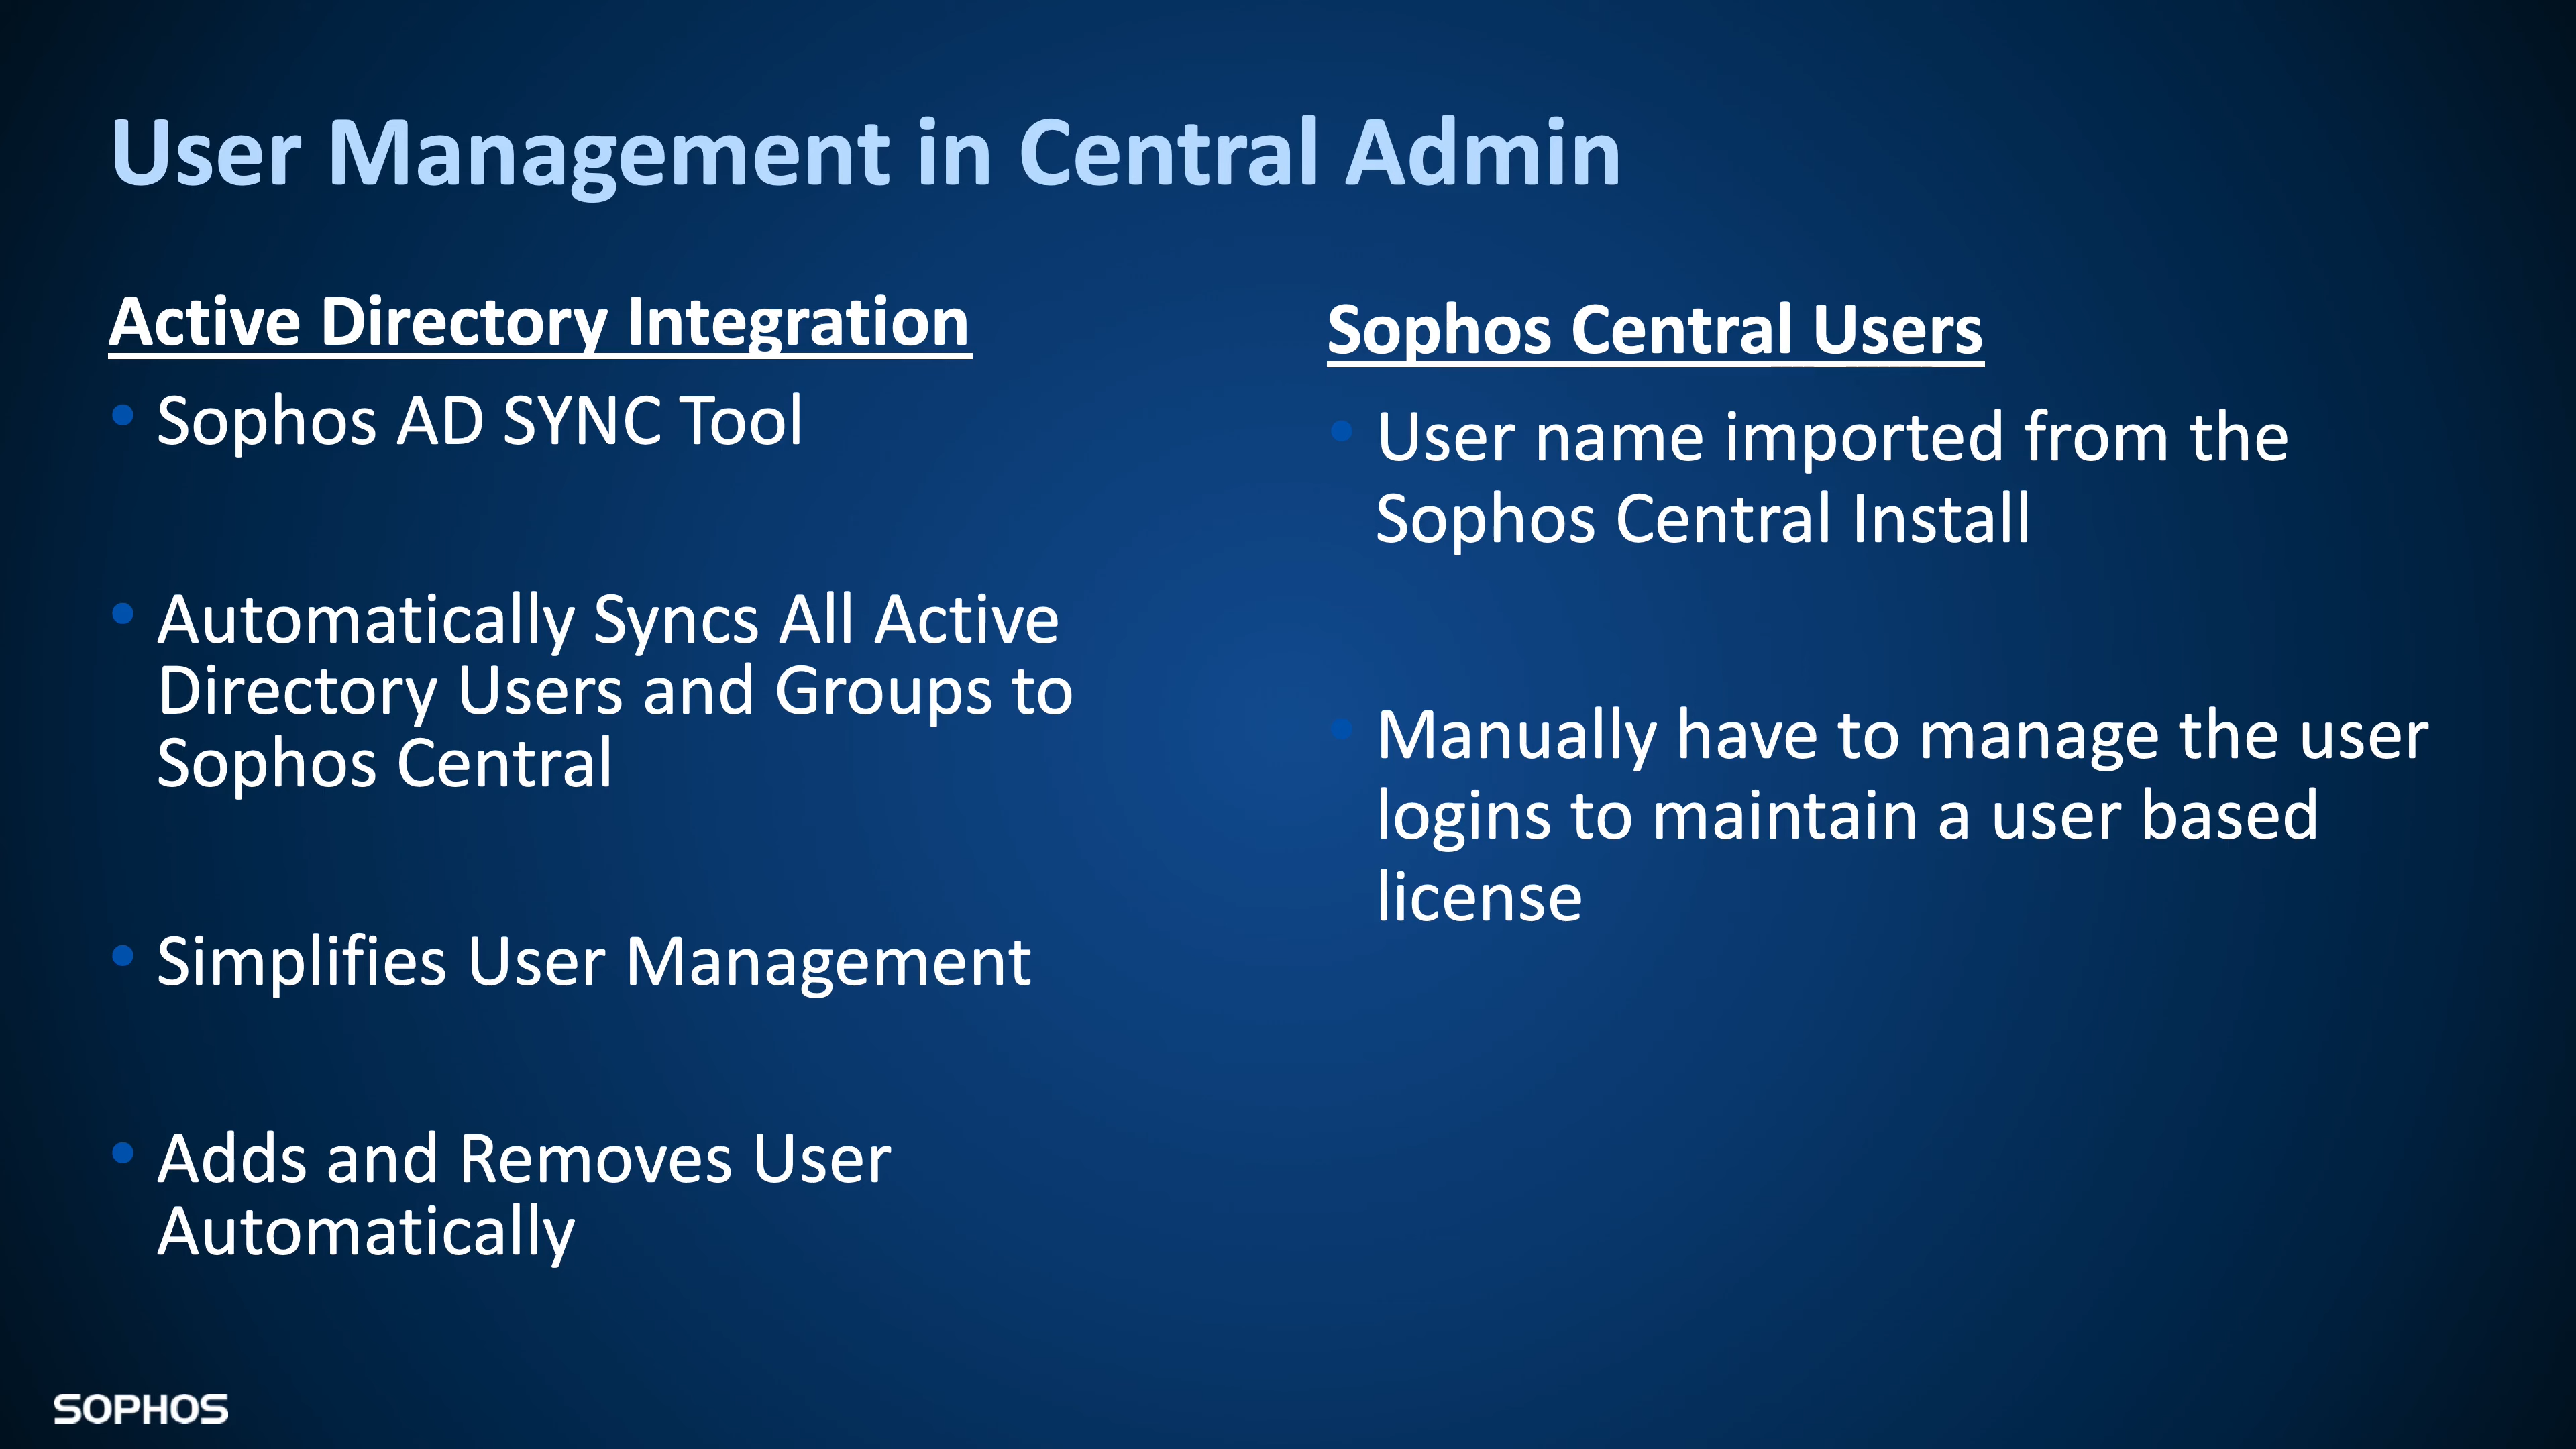 User Management in Central Admin
Active Directory Integration
• Sophos AD SYNC Tool
• Automatically Syncs All Active
Directory Users and Groups to
Sophos Central
• Simplifies User Management
• Adds and Removes User
Automatically
Sophos Central Users
• User name imported from the
Sophos Central Install
• Manually have to manage the user
logins to maintain a user based
license
SOPHOS